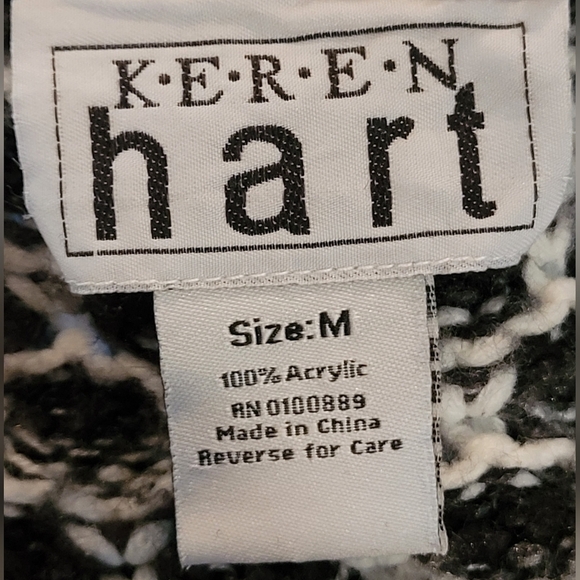 K·E·R·E·N
hart
Size:M
100% Acrylic
RN 0100889
Made in China
Reverse for Care